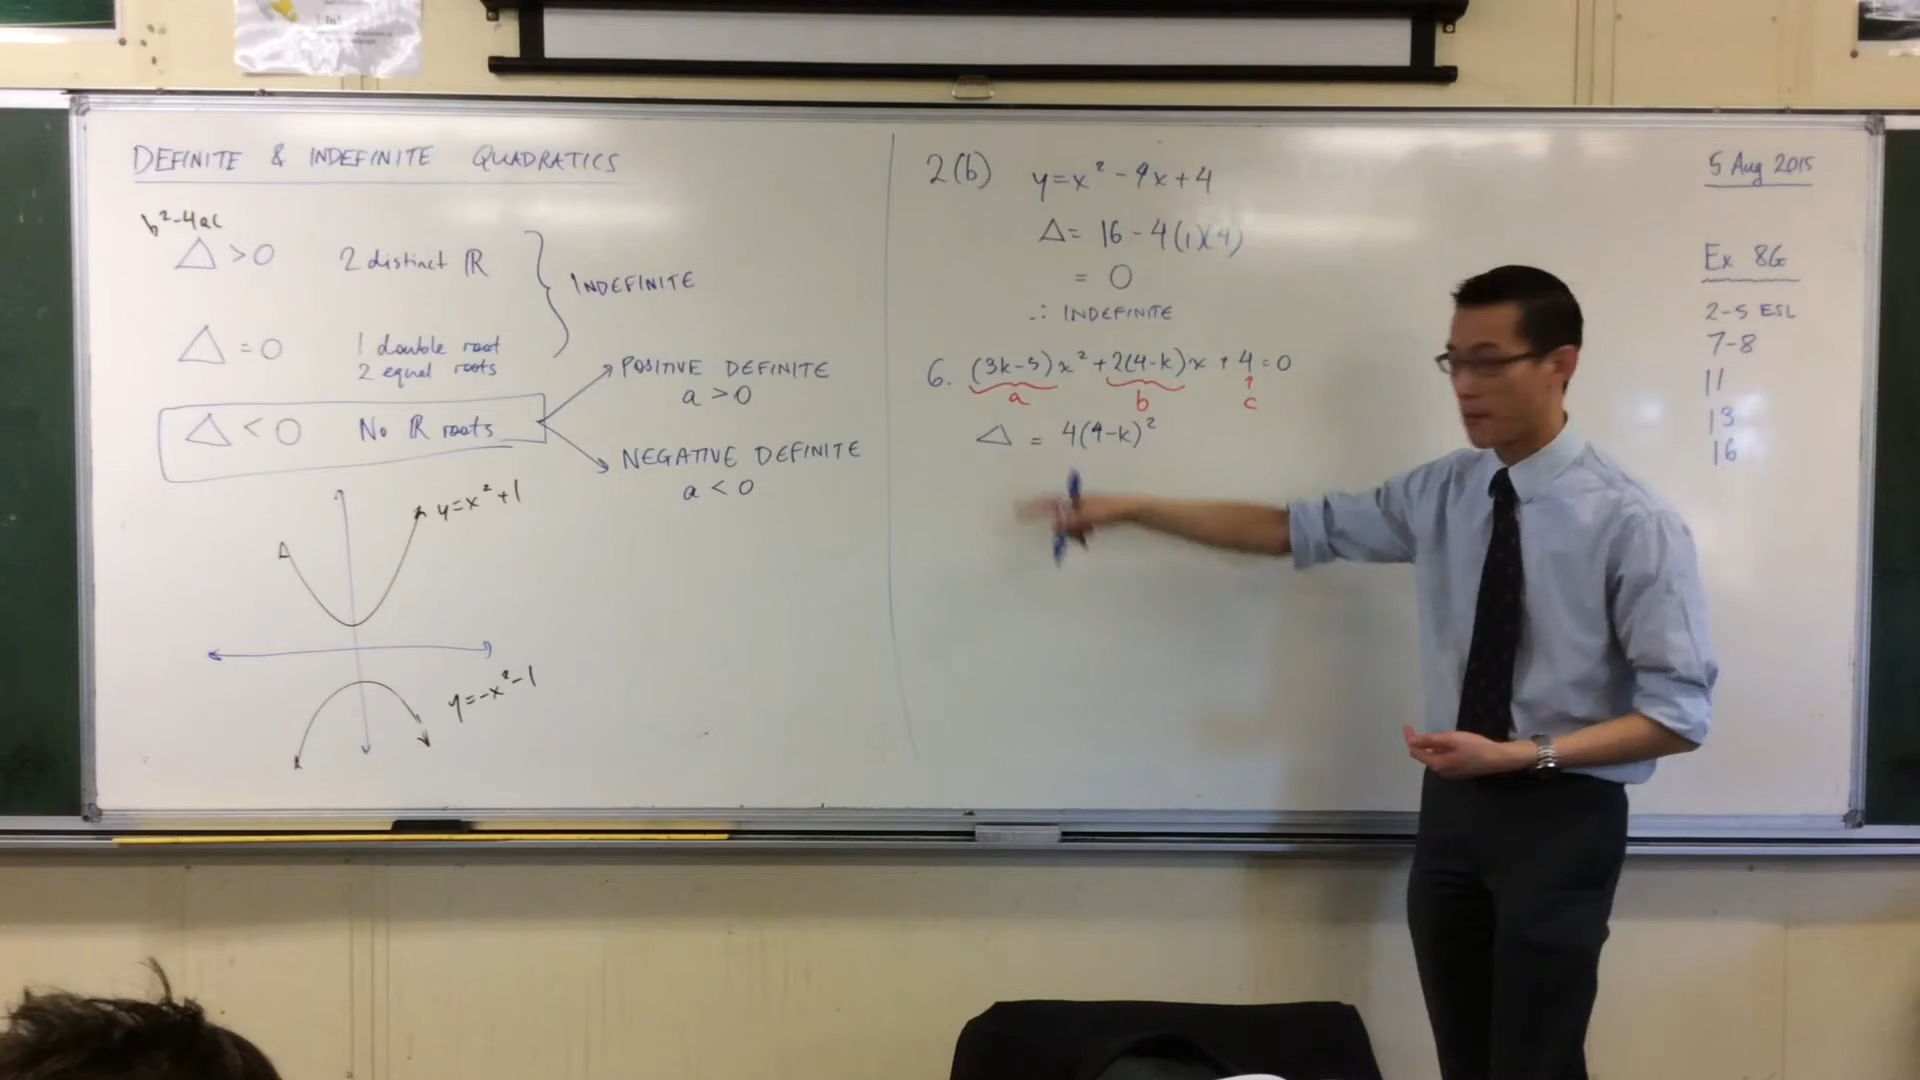 DEFINITE & INDEFINITE QUADRATICS
b²-4ac
△ > 0 2 distinct ℝ
INDEFINITE
△ = 0 1 double root
2 equal roots
△ < 0 No ℝ roots
POSITIVE DEFINITE
a > 0
NEGATIVE DEFINITE
a < 0
y=x²+1
y=-x²-1
2(b) y=x²-4x+4
△= 16-4(1)(4)
= 0
∴ INDEFINITE
6. (3k-5)x²+2(4-k)x+4=0
a b c
△ = 4(4-k)²
5 Aug 2015
Ex 8G
2-5 ESL
7-8
11
13
16